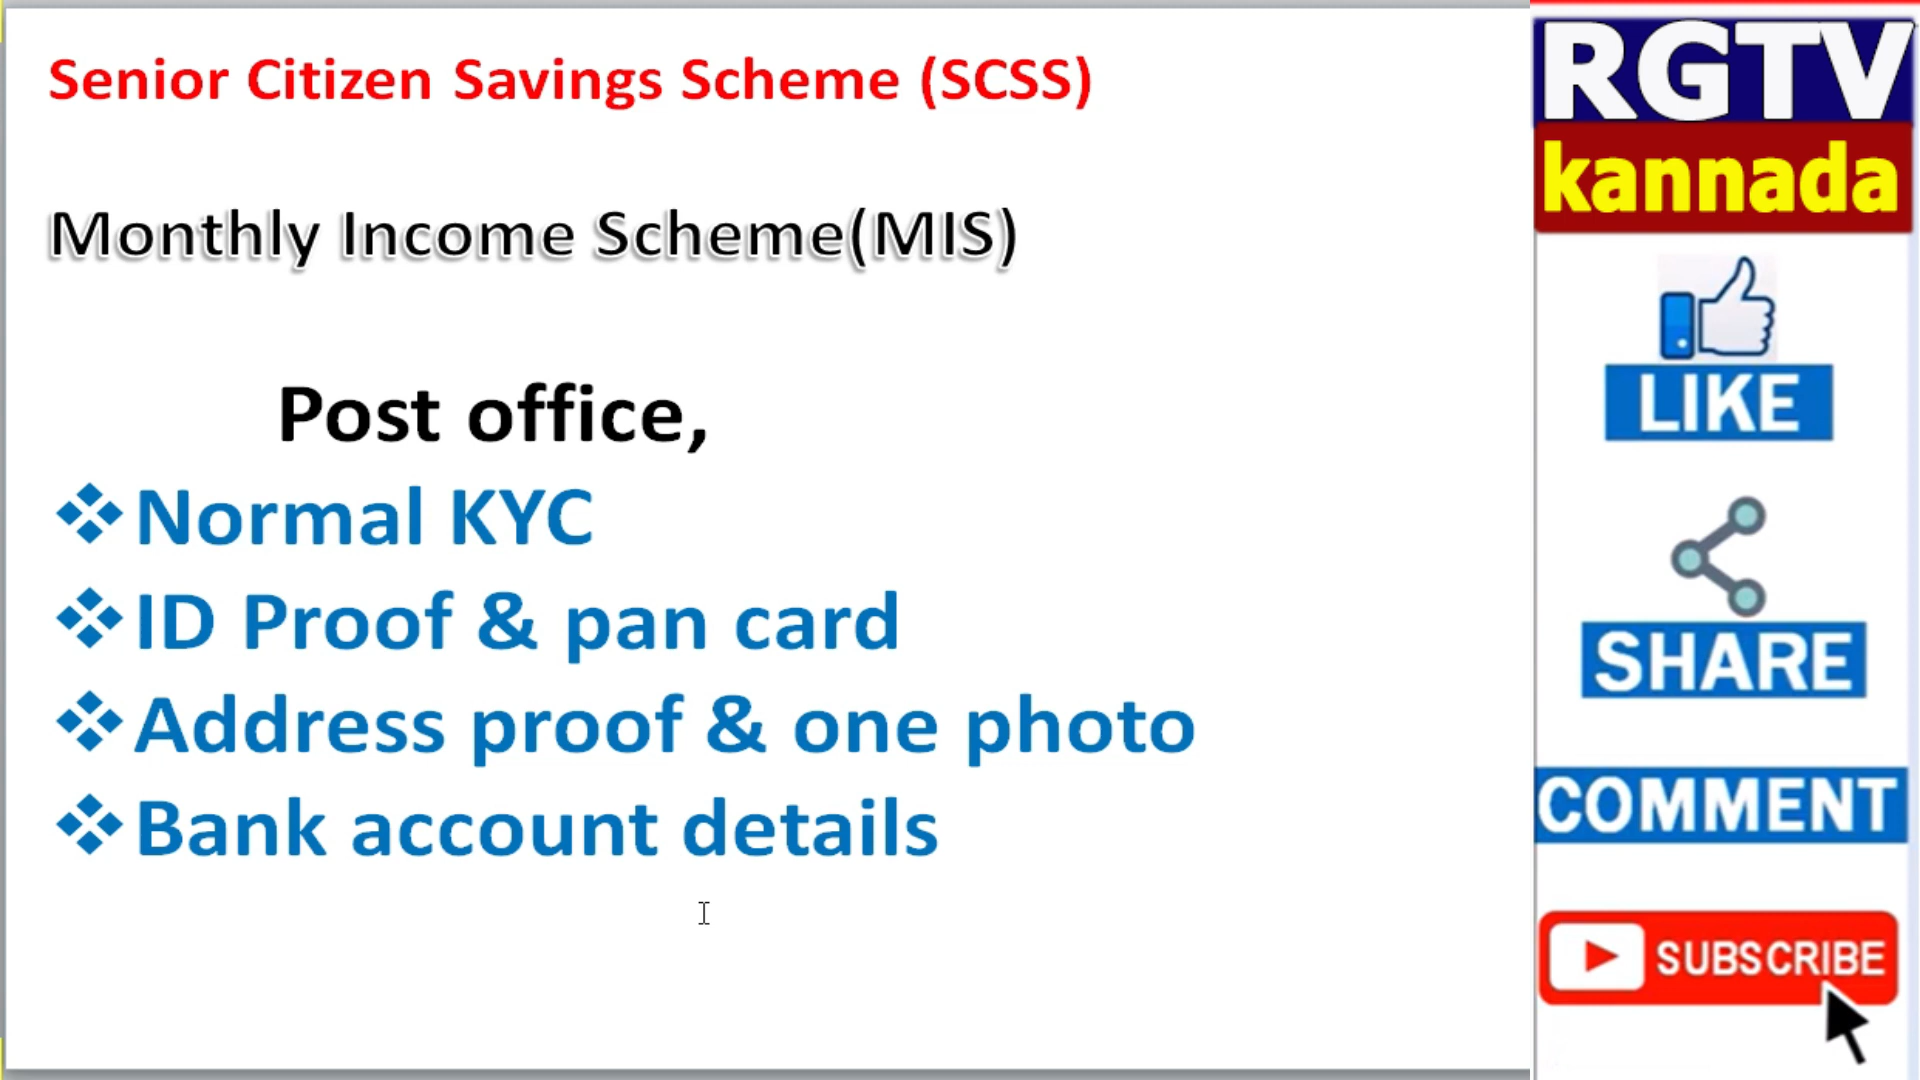 Senior Citizen Savings Scheme (SCSS)
Monthly Income Scheme(MIS)
Post office,
❖Normal KYC
❖ID Proof & pan card
❖Address proof & one photo
❖Bank account details
RGTV
kannada
LIKE
SHARE
COMMENT
SUBSCRIBE